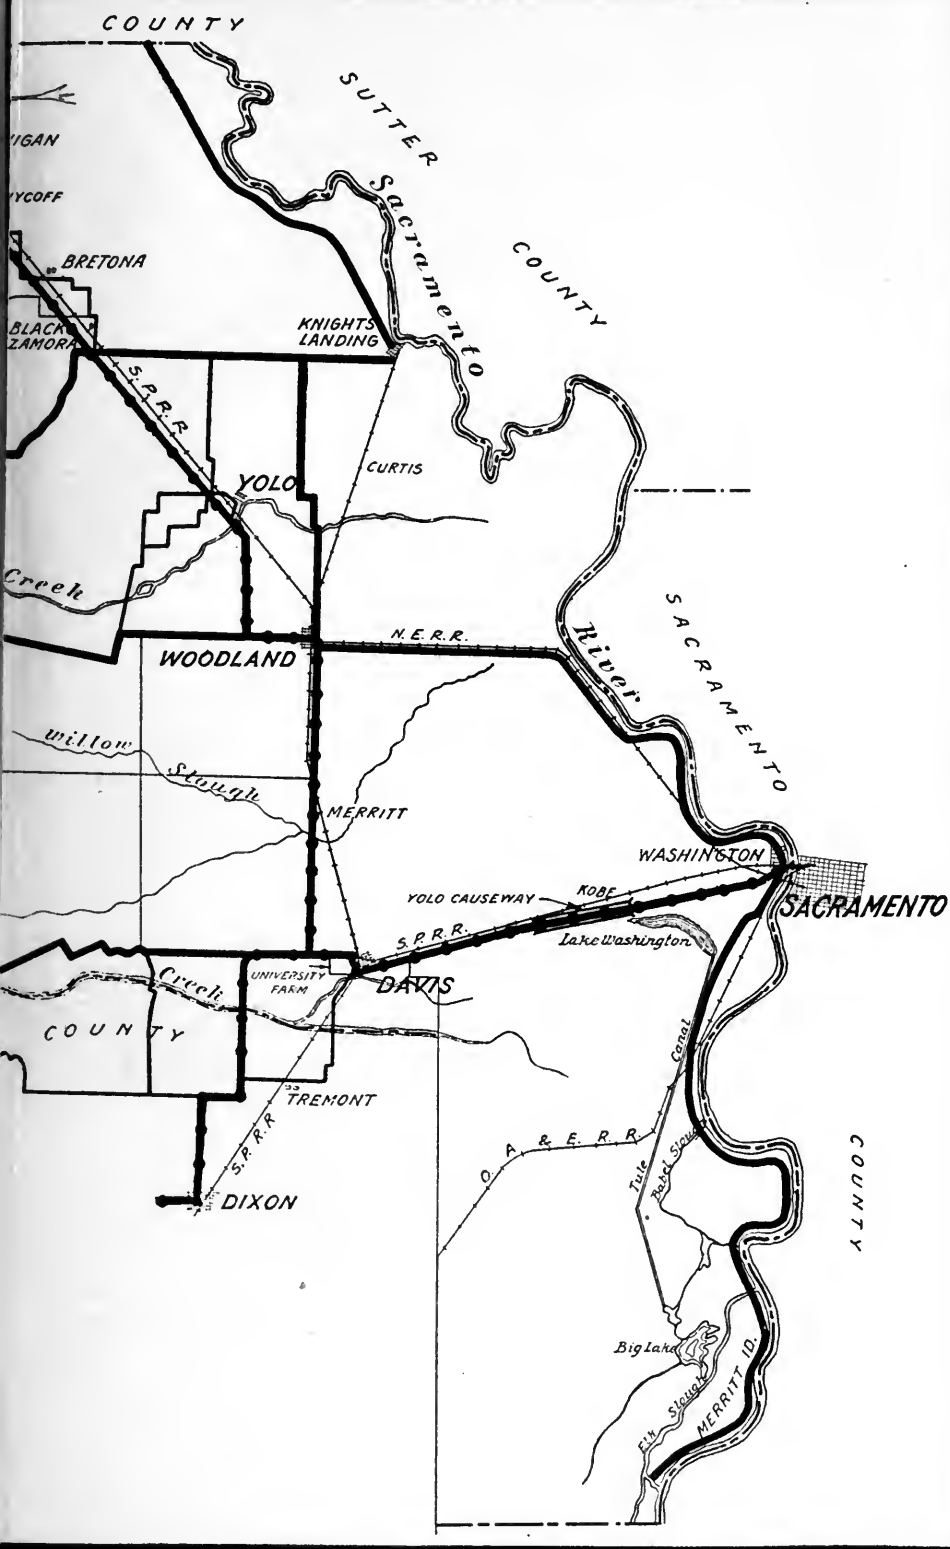 COUNTY
SUTTER
COUNTY
Sacramento
BRETONA
BLACK
ZAMORA
KNIGHTS
LANDING
S. P. R. R
CURTIS
YOLO
Creek
N. E. R. R.
WOODLAND
River
SACRAMENTO
Willow
Slough
MERRITT
WASHINGTON
YOLO CAUSEWAY
KOBE
SACRAMENTO
S. P. R. R.
Lake Washington
UNIVERSITY
FARM
DAVIS
Creek
COUNTY
Canal
TREMONT
S. P. R. R
O. A & E. R. R.
Tule
Babel Slough
COUNTY
DIXON
Big Lake
MERRITT ID.
Elk Slough